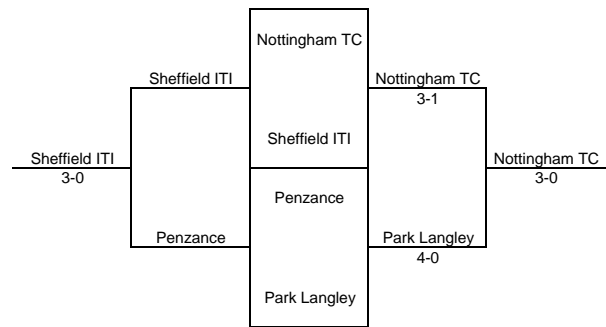 Nottingham TC
Sheffield ITI
Nottingham TC
3-1
Sheffield ITI
Sheffield ITI
3-0
Nottingham TC
3-0
Penzance
Penzance
Park Langley
4-0
Park Langley